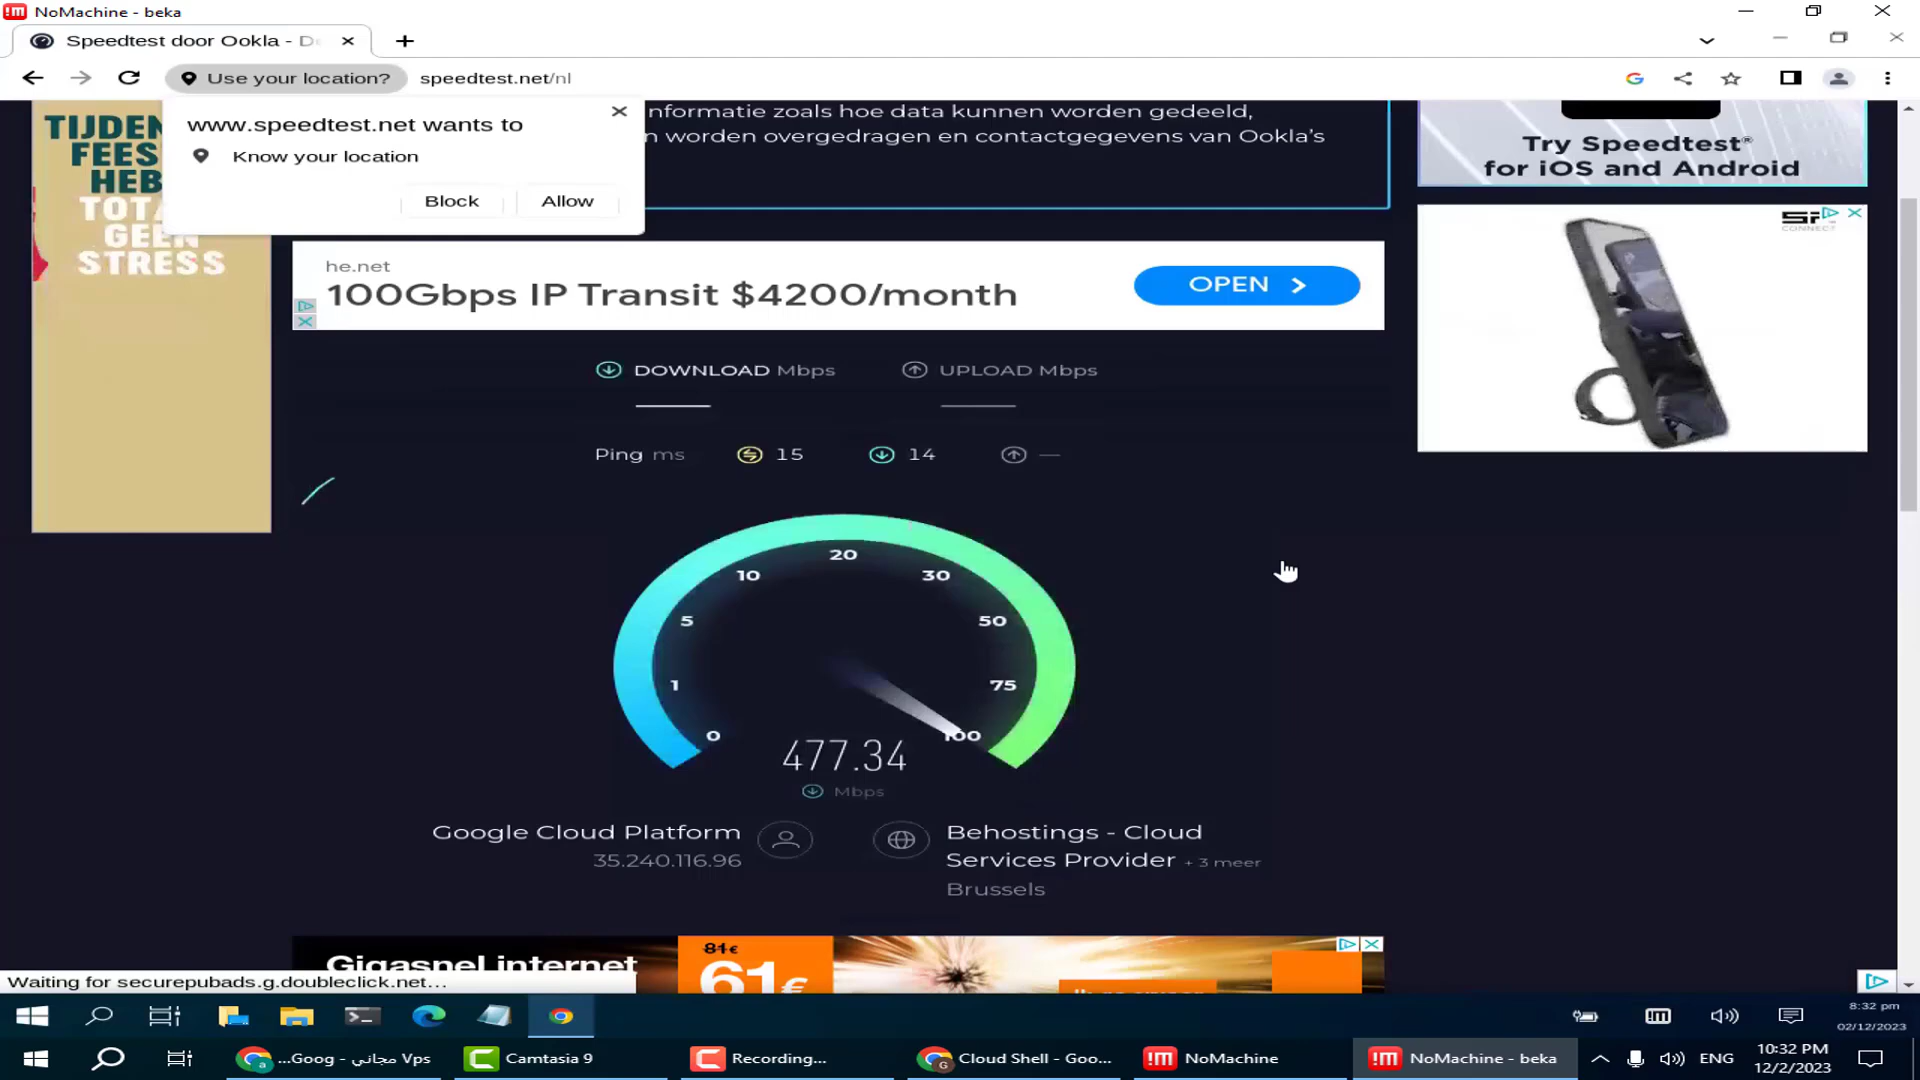 NoMachine - beka
Speedtest door Ookla - D
Use your location?
speedtest.net/nl
www.speedtest.net wants to
Know your location
Block
Allow
TIJDEN
FEES
HEB
TOTA
GEEN
STRESS
nformatie zoals hoe data kunnen worden gedeeld,
n worden overgedragen en contactgegevens van Ookla's
Try Speedtest®
for iOS and Android
he.net
100Gbps IP Transit $4200/month
OPEN
CONNECT
DOWNLOAD Mbps
UPLOAD Mbps
Ping ms
15
14
0
1
5
10
20
30
50
75
100
477.34
Mbps
Google Cloud Platform
35.240.116.96
Behostings - Cloud
Services Provider + 3 meer
Brussels
Gigasnel internet
81€
61€
Waiting for securepubads.g.doubleclick.net...
8:32 pm
02/12/2023
...Goog - مجاني Vps
Camtasia 9
Recording...
Cloud Shell - Goo...
NoMachine
NoMachine - beka
ENG
10:32 PM
12/2/2023